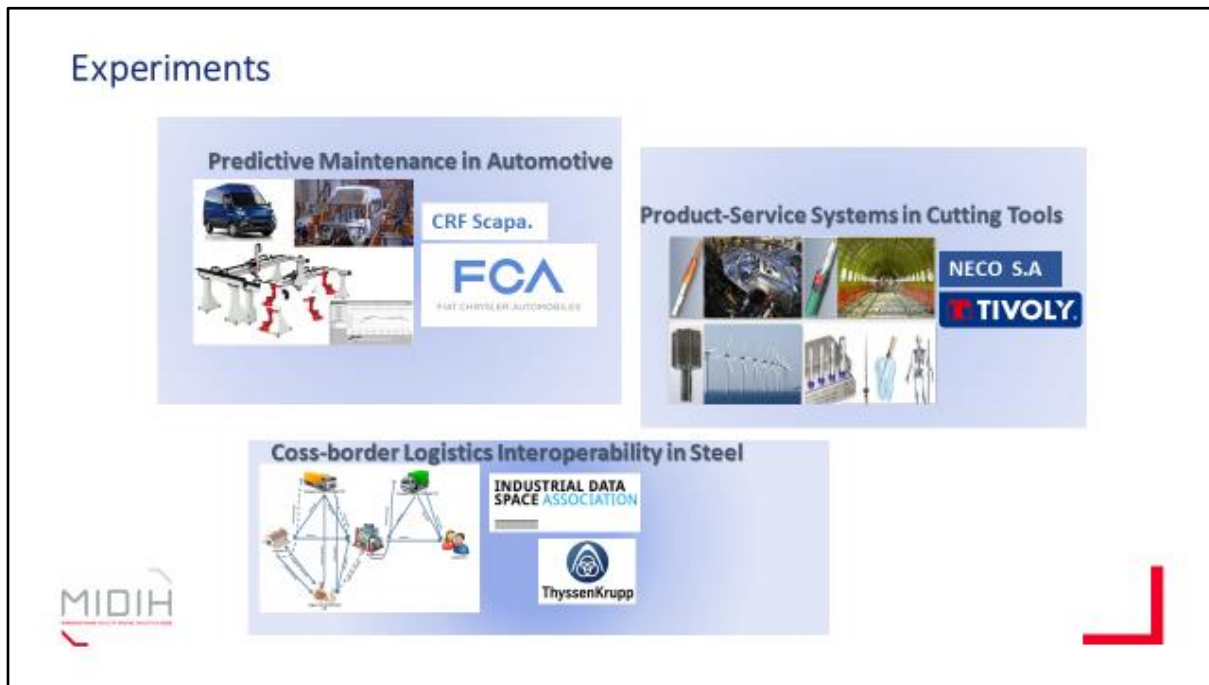 Experiments
Predictive Maintenance in Automotive
CRF Scapa.
FCA
FIAT CHRYSLER AUTOMOBILES
Product-Service Systems in Cutting Tools
NECO S.A
TIVOLY
Coss-border Logistics Interoperability in Steel
INDUSTRIAL DATA
SPACE ASSOCIATION
ThyssenKrupp
MIDIH